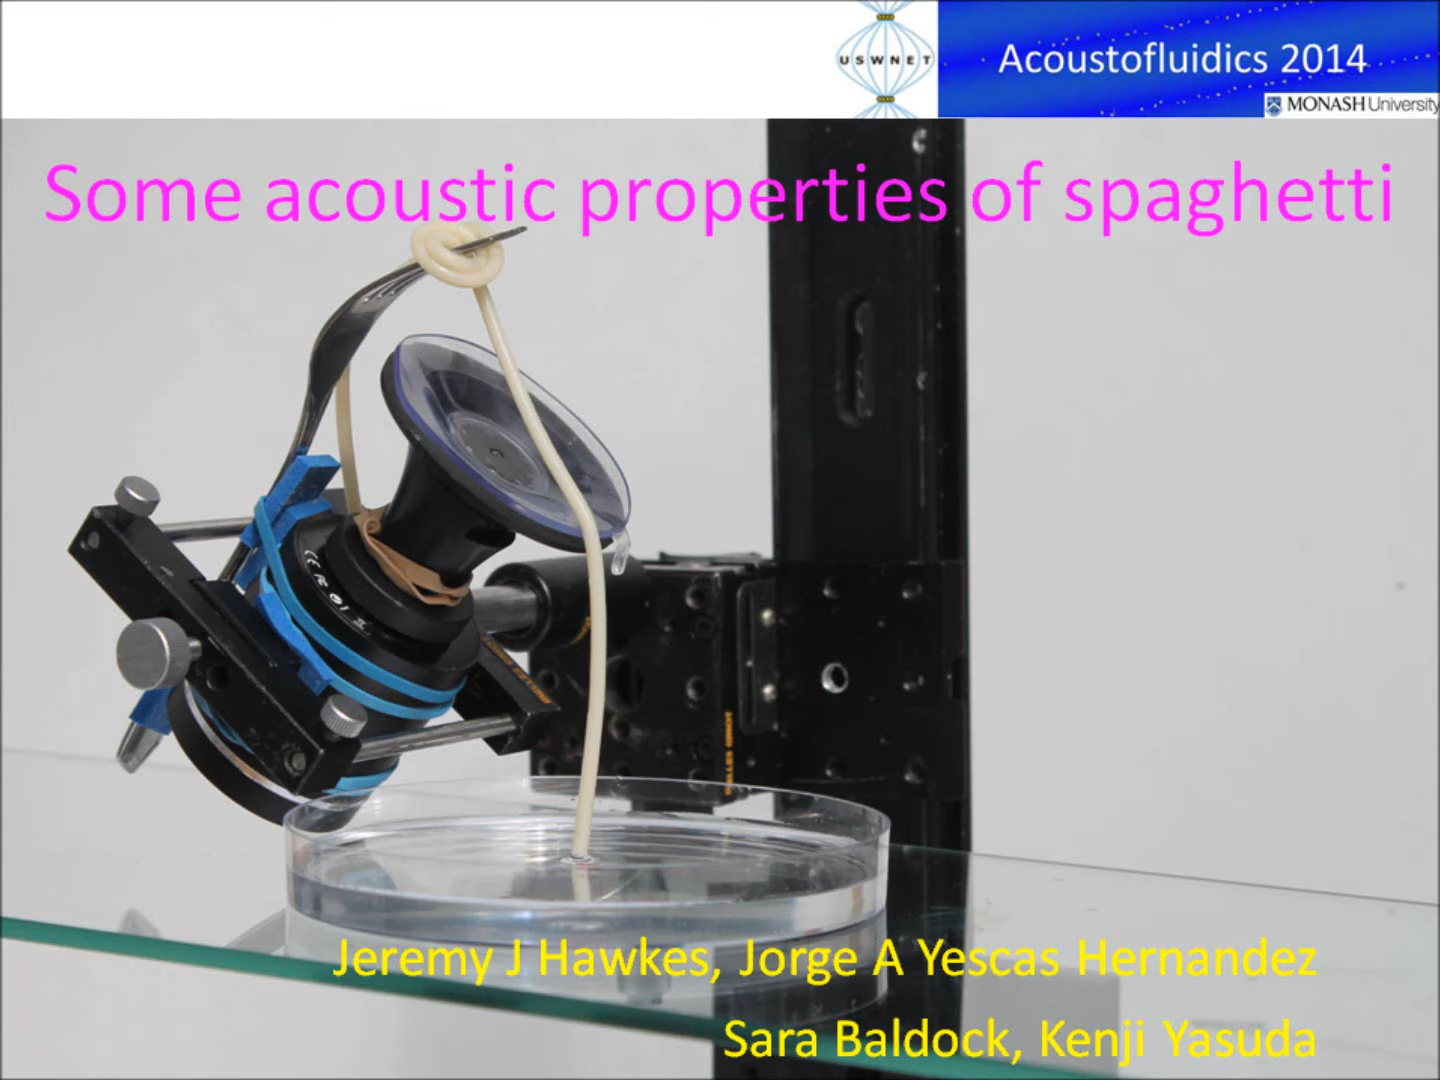 USWNET
Acoustofluidics 2014
MONASH University
Some acoustic properties of spaghetti
Jeremy J Hawkes, Jorge A Yescas Hernandez
Sara Baldock, Kenji Yasuda